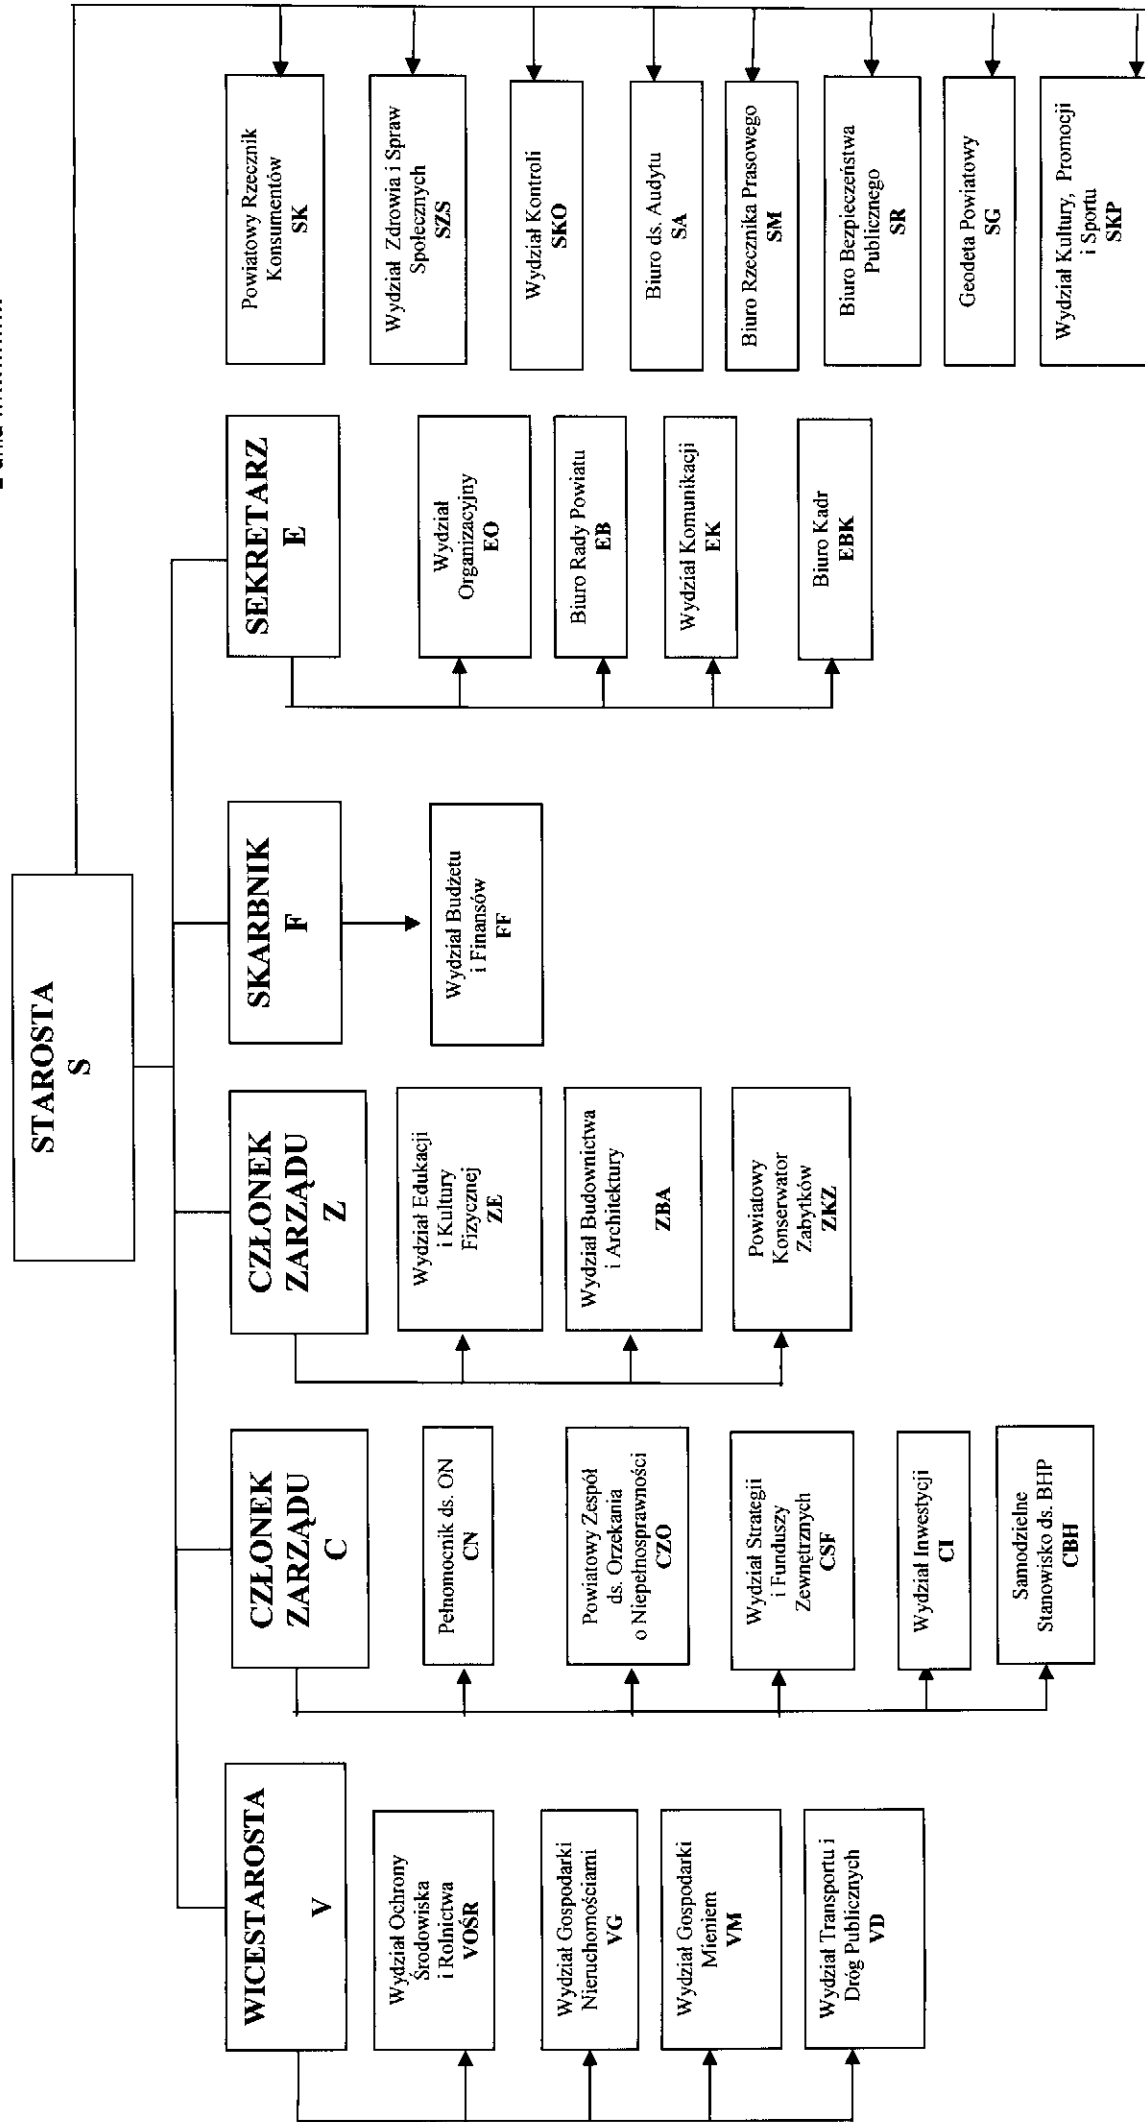 STAROSTA
S
WICESTAROSTA
V
Wydział Ochrony
Środowiska
i Rolnictwa
VOŚR
Wydział Gospodarki
Nieruchomościami
VG
Wydział Gospodarki
Mieniem
VM
Wydział Transportu i
Dróg Publicznych
VD
CZŁONEK
ZARZĄDU
C
Pełnomocnik ds. ON
CN
Powiatowy Zespół
ds. Orzekania
o Niepełnosprawności
CZO
Wydział Strategii
i Funduszy
Zewnętrznych
CSF
Wydział Inwestycji
CI
Samodzielne
Stanowisko ds. BHP
CBH
CZŁONEK
ZARZĄDU
Z
Wydział Edukacji
i Kultury
Fizycznej
ZE
Wydział Budownictwa
i Architektury
ZBA
Powiatowy
Konserwator
Zabytków
ZKZ
SKARBNIK
F
Wydział Budżetu
i Finansów
FF
SEKRETARZ
E
Wydział
Organizacyjny
EO
Biuro Rady Powiatu
EB
Wydział Komunikacji
EK
Biuro Kadr
EBK
Powiatowy Rzecznik
Konsumentów
SK
Wydział Zdrowia i Spraw
Społecznych
SZS
Wydział Kontroli
SKO
Biuro ds. Audytu
SA
Biuro Rzecznika Prasowego
SM
Biuro Bezpieczeństwa
Publicznego
SR
Geodeta Powiatowy
SG
Wydział Kultury, Promocji
i Sportu
SKP